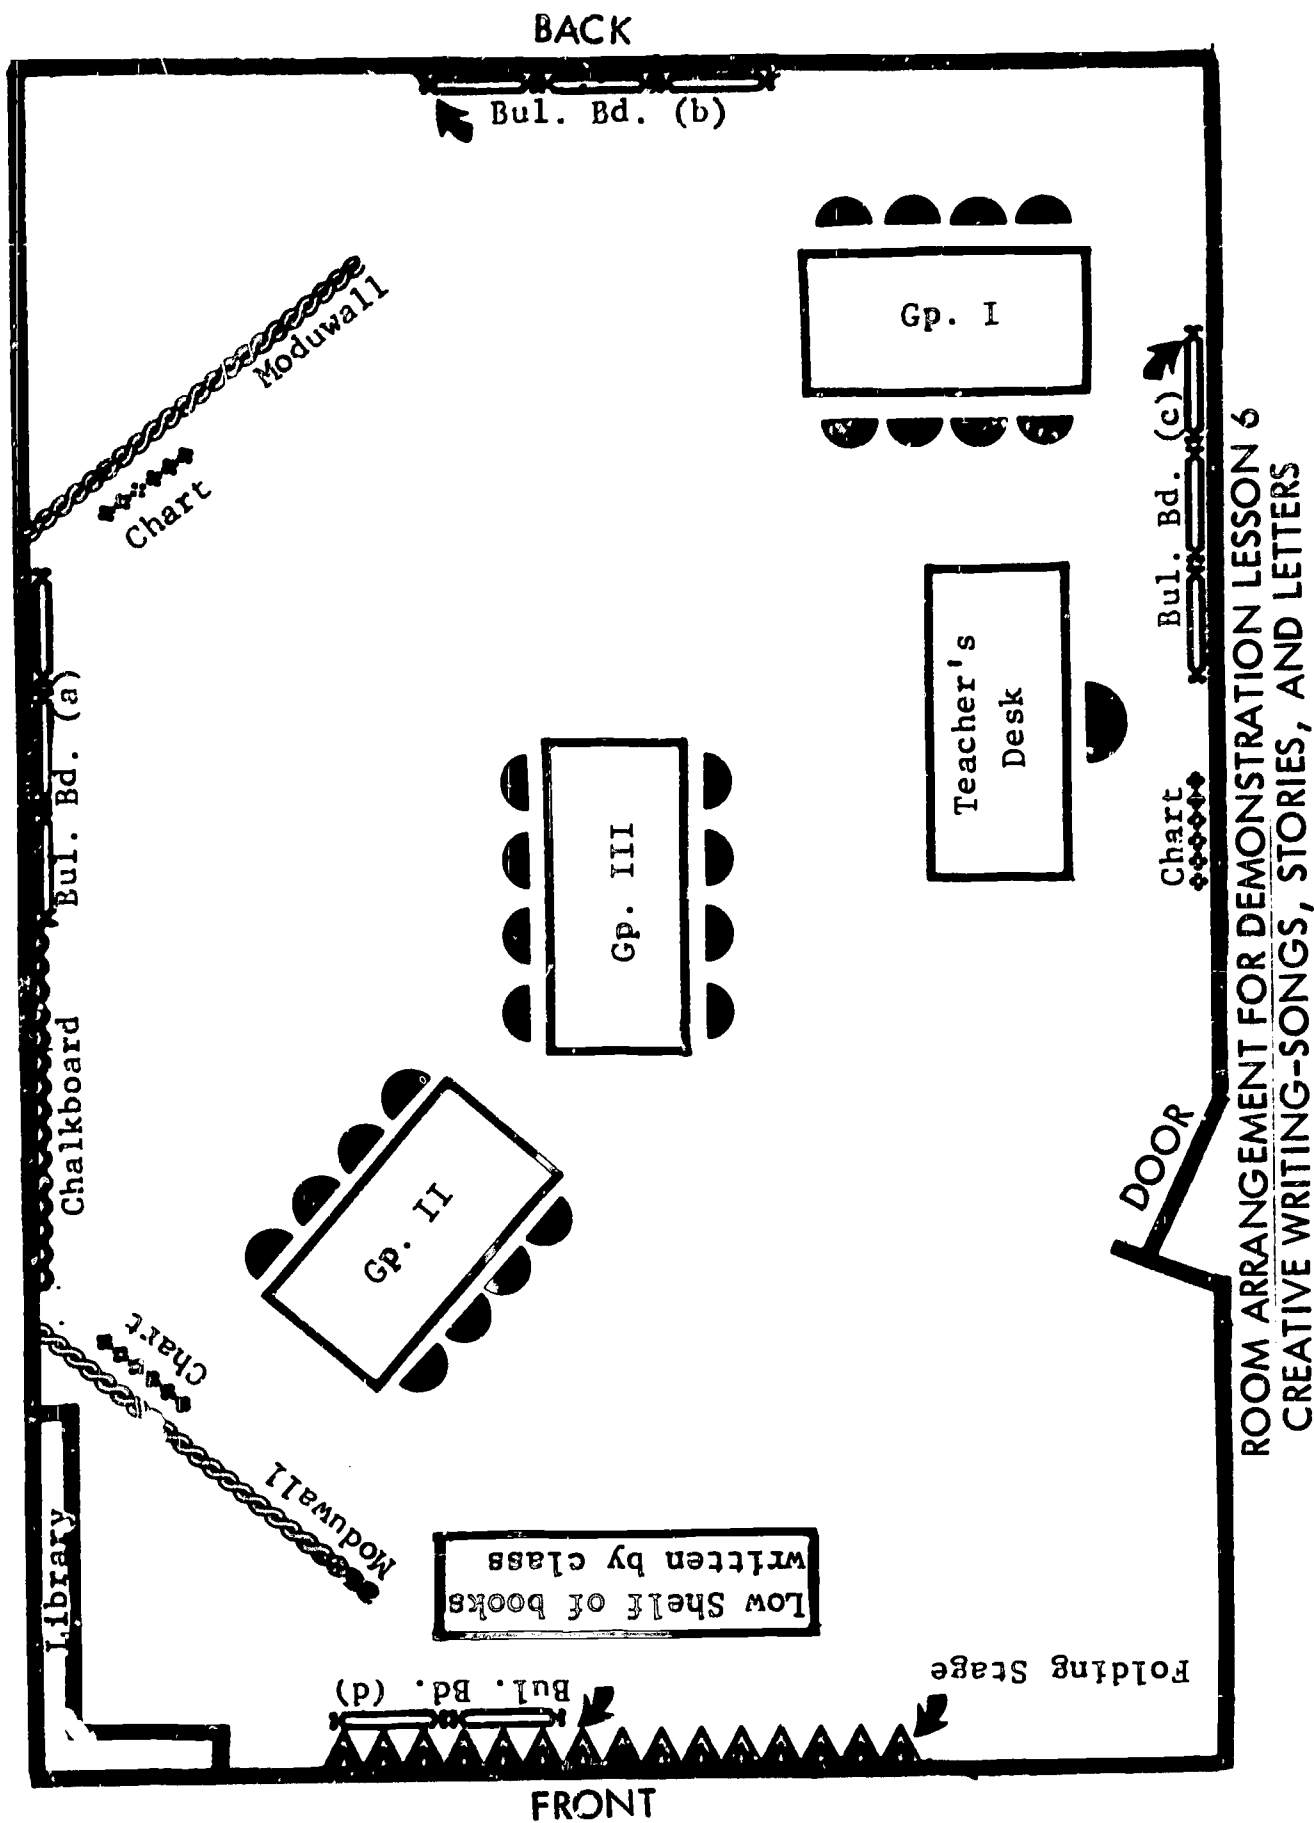 BACK
Bul. Bd. (b)
Gp. I
Moduwall
Chart
Bul. Bd. (c)
Bul. Bd. (a)
Teacher's
Desk
Gp. III
Chart
Chalkboard
Gp. II
DOOR
Chart
Moduwall
Library
Low Shelf of books
written by class
Folding Stage
Bul. Bd. (d)
FRONT
ROOM ARRANGEMENT FOR DEMONSTRATION LESSON 6
CREATIVE WRITING-SONGS, STORIES, AND LETTERS